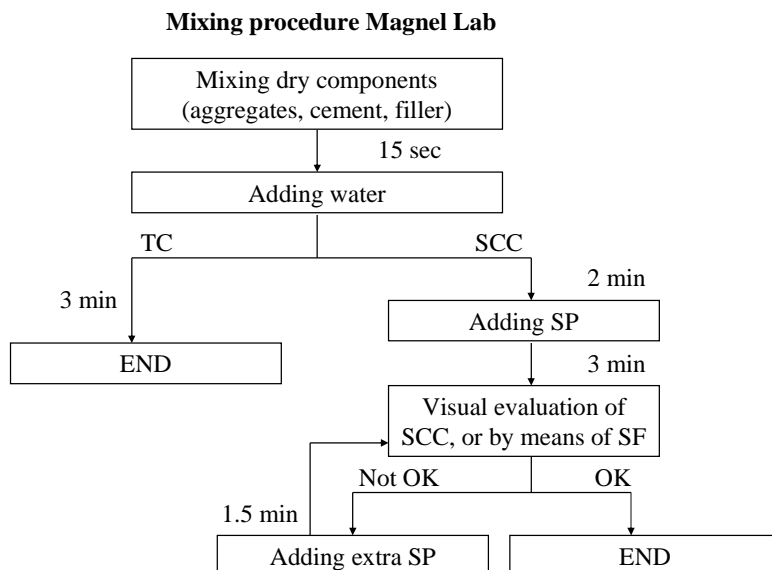 Mixing procedure Magnel Lab
Mixing dry components
(aggregates, cement, filler)
15 sec
Adding water
TC
SCC
3 min
2 min
Adding SP
END
3 min
Visual evaluation of
SCC, or by means of SF
Not OK
OK
1.5 min
Adding extra SP
END